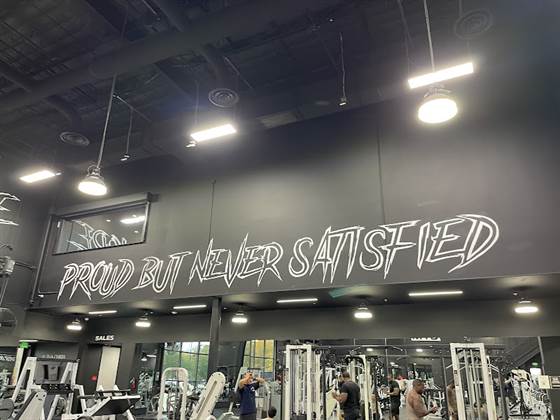 PROUD BUT NEVER SATISFIED
SALES